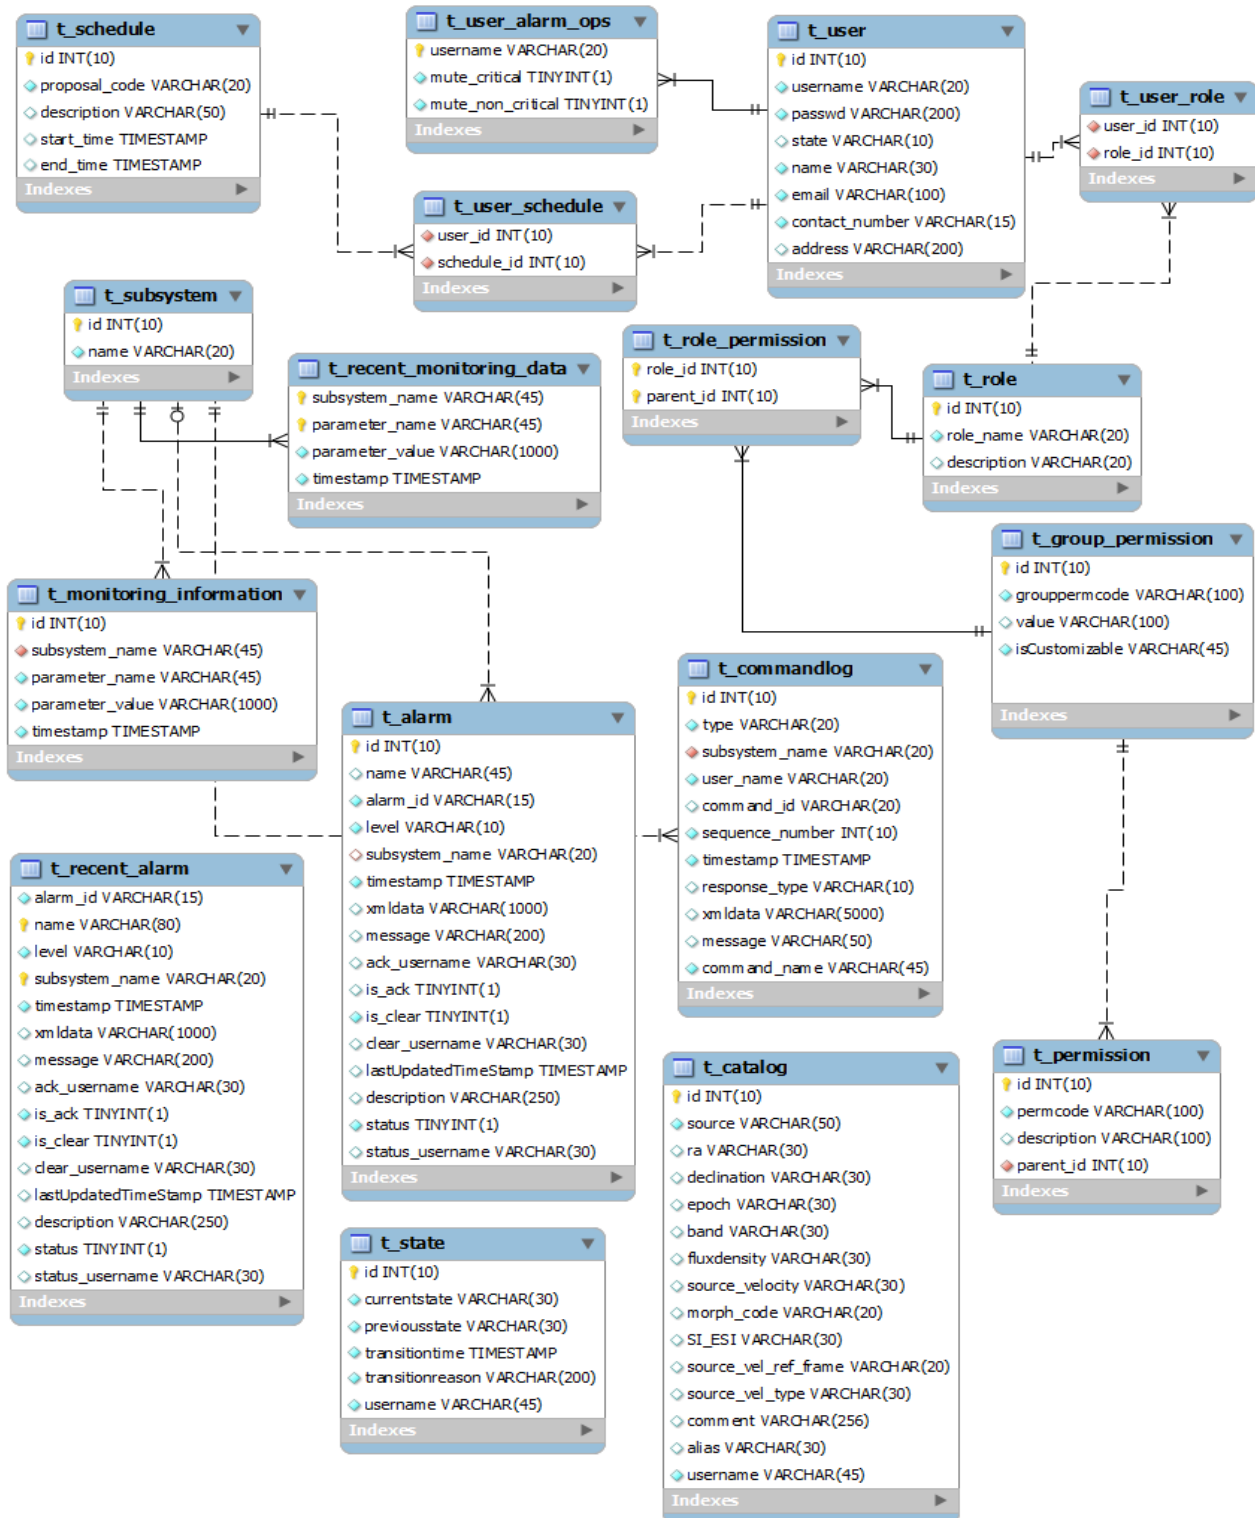 t_schedule
id INT(10)
proposal_code VARCHAR(20)
description VARCHAR(50)
start_time TIMESTAMP
end_time TIMESTAMP
Indexes
t_user_alarm_ops
username VARCHAR(20)
mute_critical TINYINT(1)
mute_non_critical TINYINT(1)
Indexes
t_user
id INT(10)
username VARCHAR(20)
passwd VARCHAR(200)
state VARCHAR(10)
name VARCHAR(30)
email VARCHAR(100)
contact_number VARCHAR(15)
address VARCHAR(200)
Indexes
t_user_role
user_id INT(10)
role_id INT(10)
Indexes
t_user_schedule
user_id INT(10)
schedule_id INT(10)
Indexes
t_subsystem
id INT(10)
name VARCHAR(20)
Indexes
t_recent_monitoring_data
subsystem_name VARCHAR(45)
parameter_name VARCHAR(45)
parameter_value VARCHAR(1000)
timestamp TIMESTAMP
Indexes
t_role_permission
role_id INT(10)
parent_id INT(10)
Indexes
t_role
id INT(10)
role_name VARCHAR(20)
description VARCHAR(20)
Indexes
t_group_permission
id INT(10)
grouppermcode VARCHAR(100)
value VARCHAR(100)
isCustomizable VARCHAR(45)
Indexes
t_monitoring_information
id INT(10)
subsystem_name VARCHAR(45)
parameter_name VARCHAR(45)
parameter_value VARCHAR(1000)
timestamp TIMESTAMP
Indexes
t_alarm
id INT(10)
name VARCHAR(45)
alarm_id VARCHAR(15)
level VARCHAR(10)
subsystem_name VARCHAR(20)
timestamp TIMESTAMP
xmldata VARCHAR(1000)
message VARCHAR(200)
ack_username VARCHAR(30)
is_ack TINYINT(1)
is_clear TINYINT(1)
clear_username VARCHAR(30)
lastUpdatedTimeStamp TIMESTAMP
description VARCHAR(250)
status TINYINT(1)
status_username VARCHAR(30)
Indexes
t_commandlog
id INT(10)
type VARCHAR(20)
subsystem_name VARCHAR(20)
user_name VARCHAR(20)
command_id VARCHAR(20)
sequence_number INT(10)
timestamp TIMESTAMP
response_type VARCHAR(10)
xmldata VARCHAR(5000)
message VARCHAR(50)
command_name VARCHAR(45)
Indexes
t_recent_alarm
alarm_id VARCHAR(15)
name VARCHAR(80)
level VARCHAR(10)
subsystem_name VARCHAR(20)
timestamp TIMESTAMP
xmldata VARCHAR(1000)
message VARCHAR(200)
ack_username VARCHAR(30)
is_ack TINYINT(1)
is_clear TINYINT(1)
clear_username VARCHAR(30)
lastUpdatedTimeStamp TIMESTAMP
description VARCHAR(250)
status TINYINT(1)
status_username VARCHAR(30)
Indexes
t_permission
id INT(10)
permcode VARCHAR(100)
description VARCHAR(100)
parent_id INT(10)
Indexes
t_catalog
id INT(10)
source VARCHAR(50)
ra VARCHAR(30)
declination VARCHAR(30)
epoch VARCHAR(30)
band VARCHAR(30)
fluxdensity VARCHAR(30)
source_velocity VARCHAR(30)
morph_code VARCHAR(20)
SI_ESI VARCHAR(30)
source_vel_ref_frame VARCHAR(20)
source_vel_type VARCHAR(30)
comment VARCHAR(256)
alias VARCHAR(30)
username VARCHAR(45)
Indexes
t_state
id INT(10)
currentstate VARCHAR(30)
previousstate VARCHAR(30)
transitiontime TIMESTAMP
transitionreason VARCHAR(200)
username VARCHAR(45)
Indexes